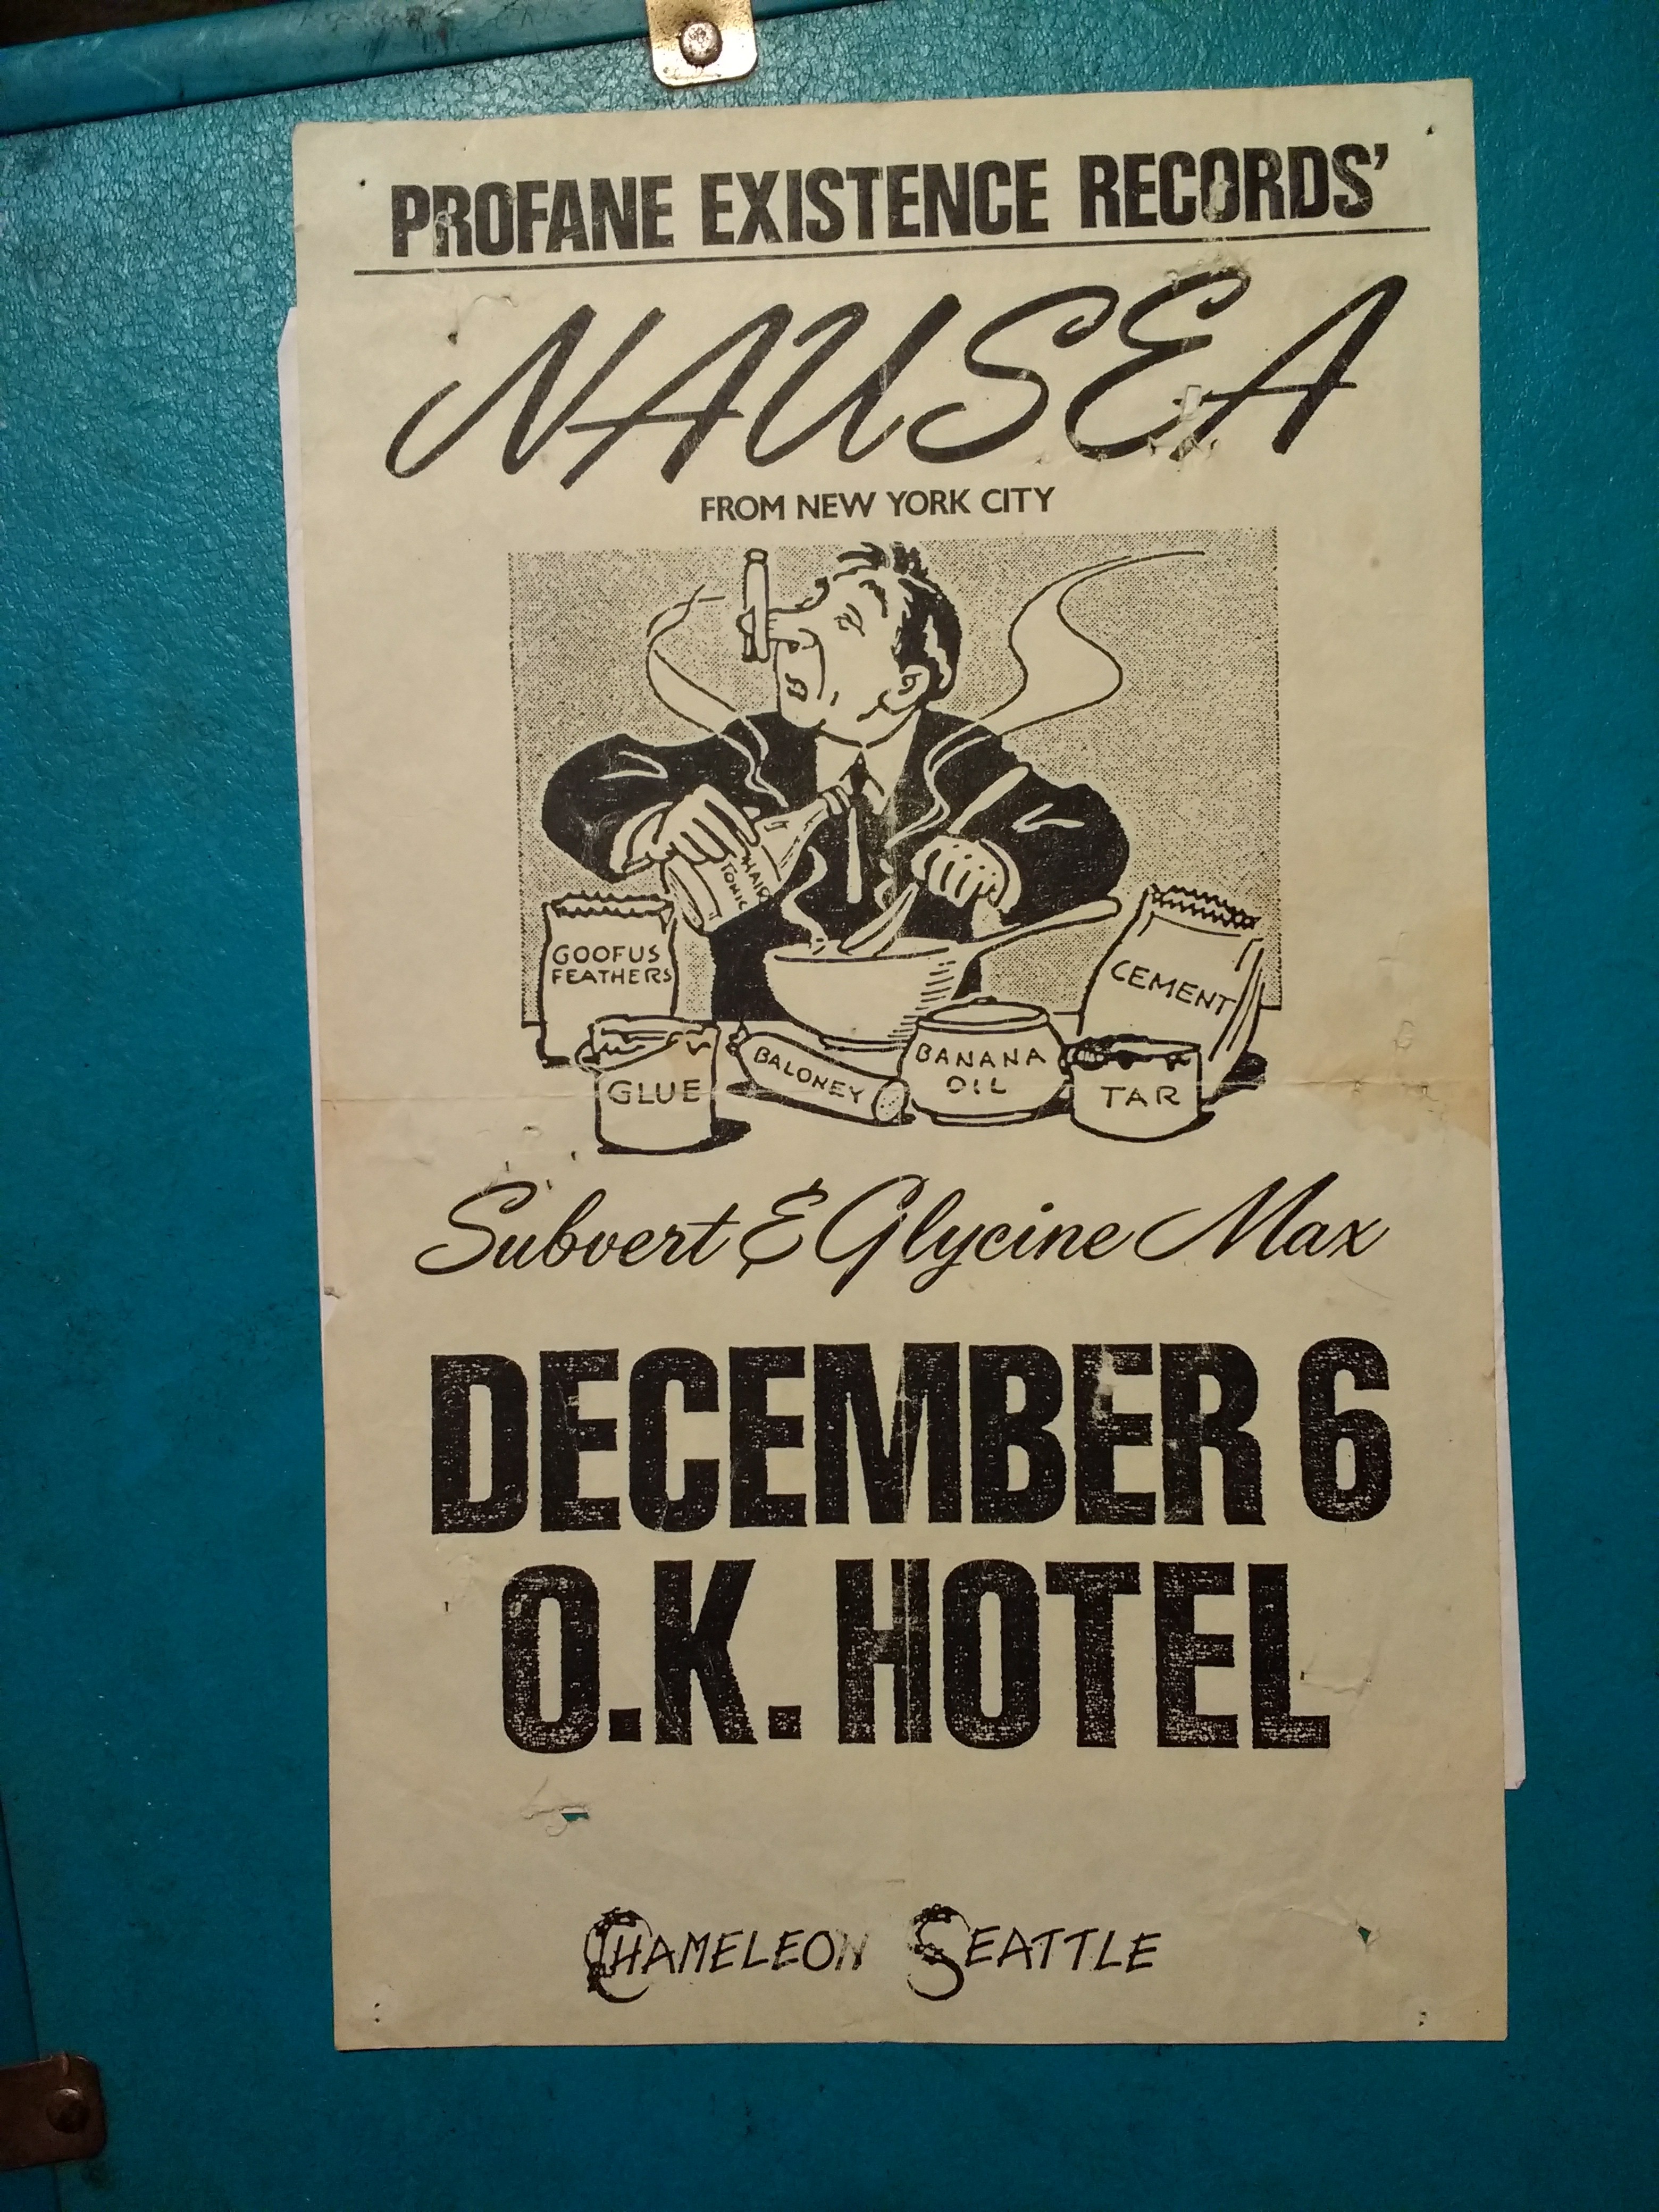 PROFANE EXISTENCE RECORDS'
NAUSEA
FROM NEW YORK CITY
HAIR
TONIC
GOOFUS
FEATHERS
CEMENT
GLUE
BALONEY
BANANA
OIL
TAR
Subvert & Glycine Max
DECEMBER 6
O.K. HOTEL
CHAMELEON SEATTLE